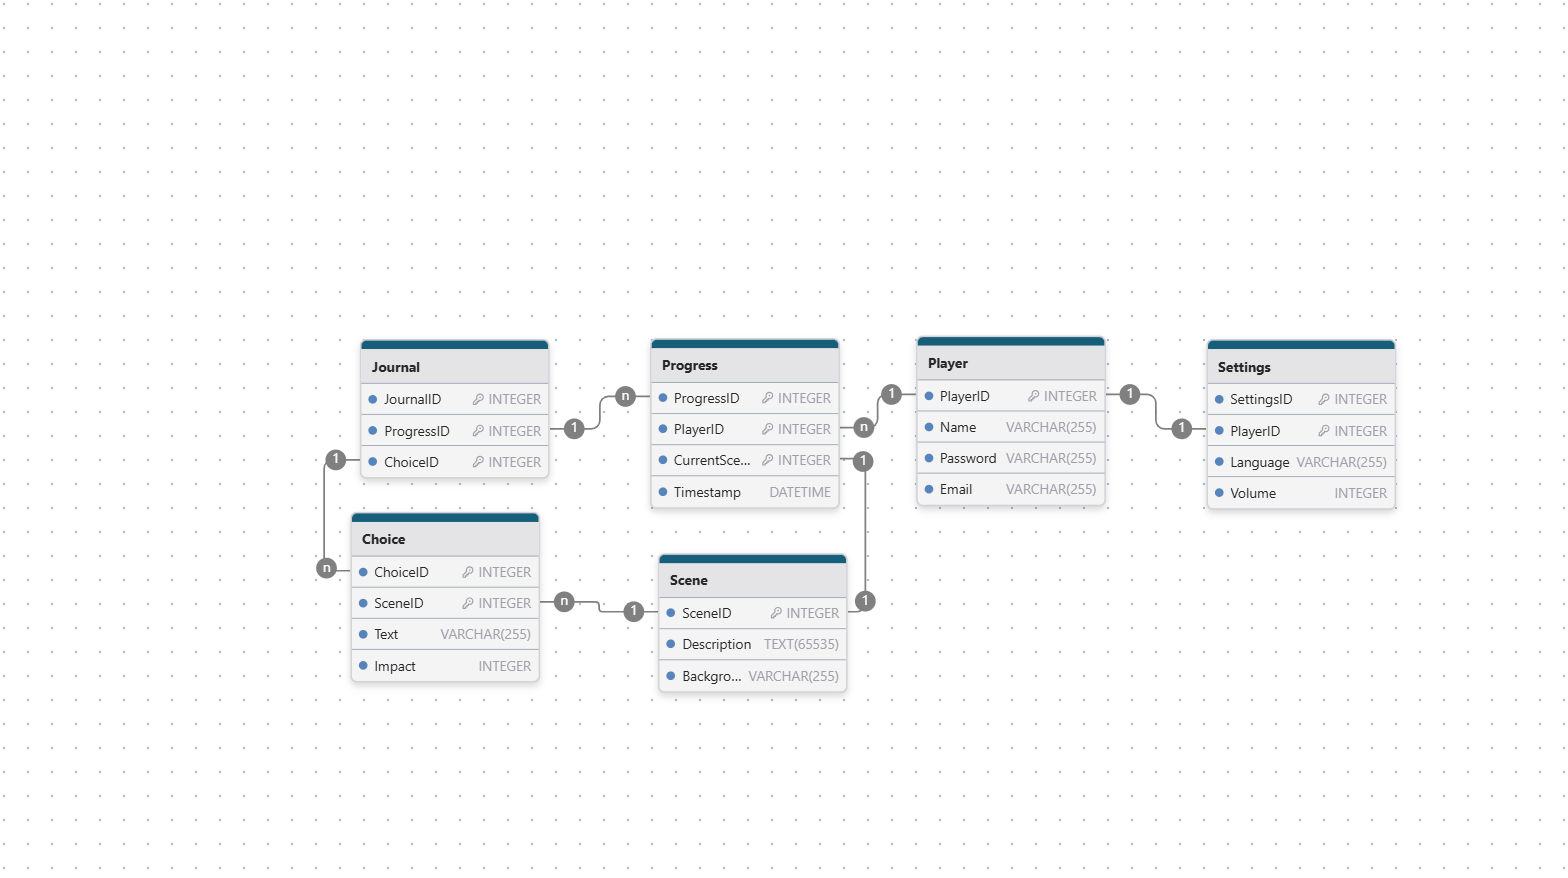 Journal
JournalID INTEGER
ProgressID INTEGER
ChoiceID INTEGER
Progress
ProgressID INTEGER
PlayerID INTEGER
CurrentSce... INTEGER
Timestamp DATETIME
Player
PlayerID INTEGER
Name VARCHAR(255)
Password VARCHAR(255)
Email VARCHAR(255)
Settings
SettingsID INTEGER
PlayerID INTEGER
Language VARCHAR(255)
Volume INTEGER
Choice
ChoiceID INTEGER
SceneID INTEGER
Text VARCHAR(255)
Impact INTEGER
Scene
SceneID INTEGER
Description TEXT(65535)
Backgro... VARCHAR(255)
1
n
n
1
1
1
1
n
n
1
1
1